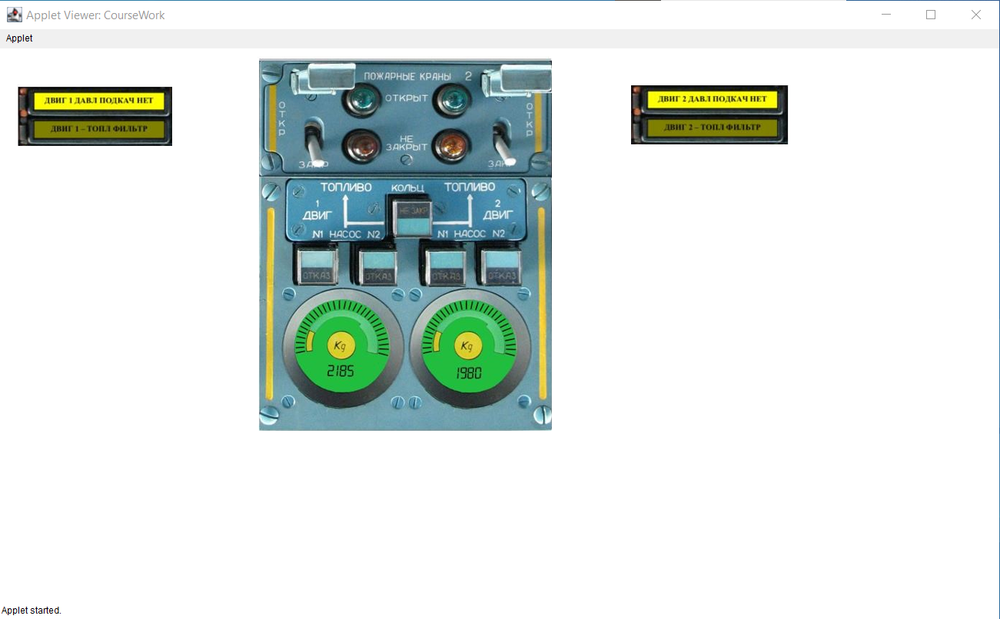 Applet Viewer: CourseWork
Applet
ДВИГ 1 ДАВЛ ПОДКАЧ НЕТ
ДВИГ 1 – ТОПЛ ФИЛЬТР
ПОЖАРНЫЕ КРАНЫ 2
ОТКР
ОТКРЫТ
ОТКР
НЕ
ЗАКРЫТ
ЗАКР
ЗАКР
ДВИГ 2 ДАВЛ ПОДКАЧ НЕТ
ДВИГ 2 – ТОПЛ ФИЛЬТР
ТОПЛИВО КОЛЬЦ ТОПЛИВО
1
ДВИГ
НЕ ЗАКР
2
ДВИГ
N1 НАСОС N2
N1 НАСОС N2
ОТКАЗ
ОТКАЗ
ОТКАЗ
ОТКАЗ
Kg
2185
Kg
1980
Applet started.